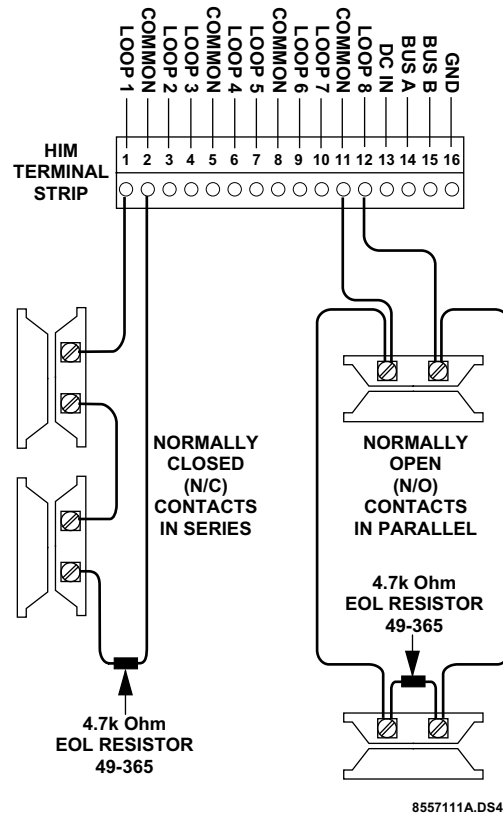 LOOP 1
COMMON
LOOP 2
LOOP 3
COMMON
LOOP 4
LOOP 5
COMMON
LOOP 6
LOOP 7
COMMON
LOOP 8
DC IN
BUS A
BUS B
GND
HIM
TERMINAL
STRIP
1 2 3 4 5 6 7 8 9 10 11 12 13 14 15 16
NORMALLY
CLOSED
(N/C)
CONTACTS
IN SERIES
NORMALLY
OPEN
(N/O)
CONTACTS
IN PARALLEL
4.7k Ohm
EOL RESISTOR
49-365
4.7k Ohm
EOL RESISTOR
49-365
8557111A.DS4